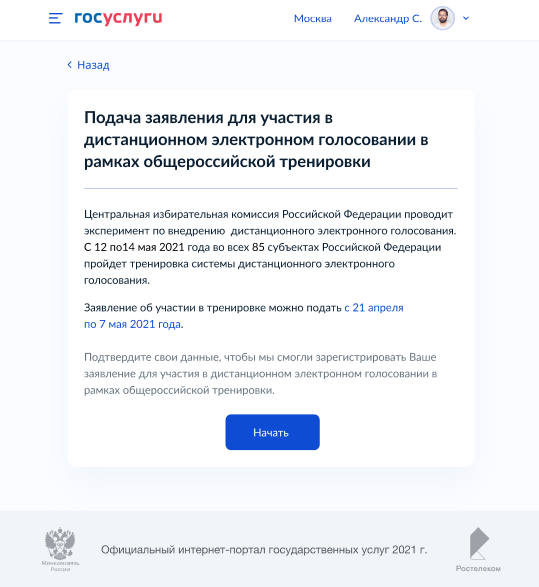 госуслуги
Москва
Александр С.
Назад
Подача заявления для участия в
дистанционном электронном голосовании в
рамках общероссийской тренировки
Центральная избирательная комиссия Российской Федерации проводит
эксперимент по внедрению дистанционного электронного голосования.
С 12 по14 мая 2021 года во всех 85 субъектах Российской Федерации
пройдет тренировка системы дистанционного электронного
голосования.
Заявление об участии в тренировке можно подать с 21 апреля
по 7 мая 2021 года.
Подтвердите свои данные, чтобы мы смогли зарегистрировать Ваше
заявление для участия в дистанционном электронном голосовании в
рамках общероссийской тренировки.
Начать
Минкомсвязь
России
Официальный интернет-портал государственных услуг 2021 г.
Ростелеком